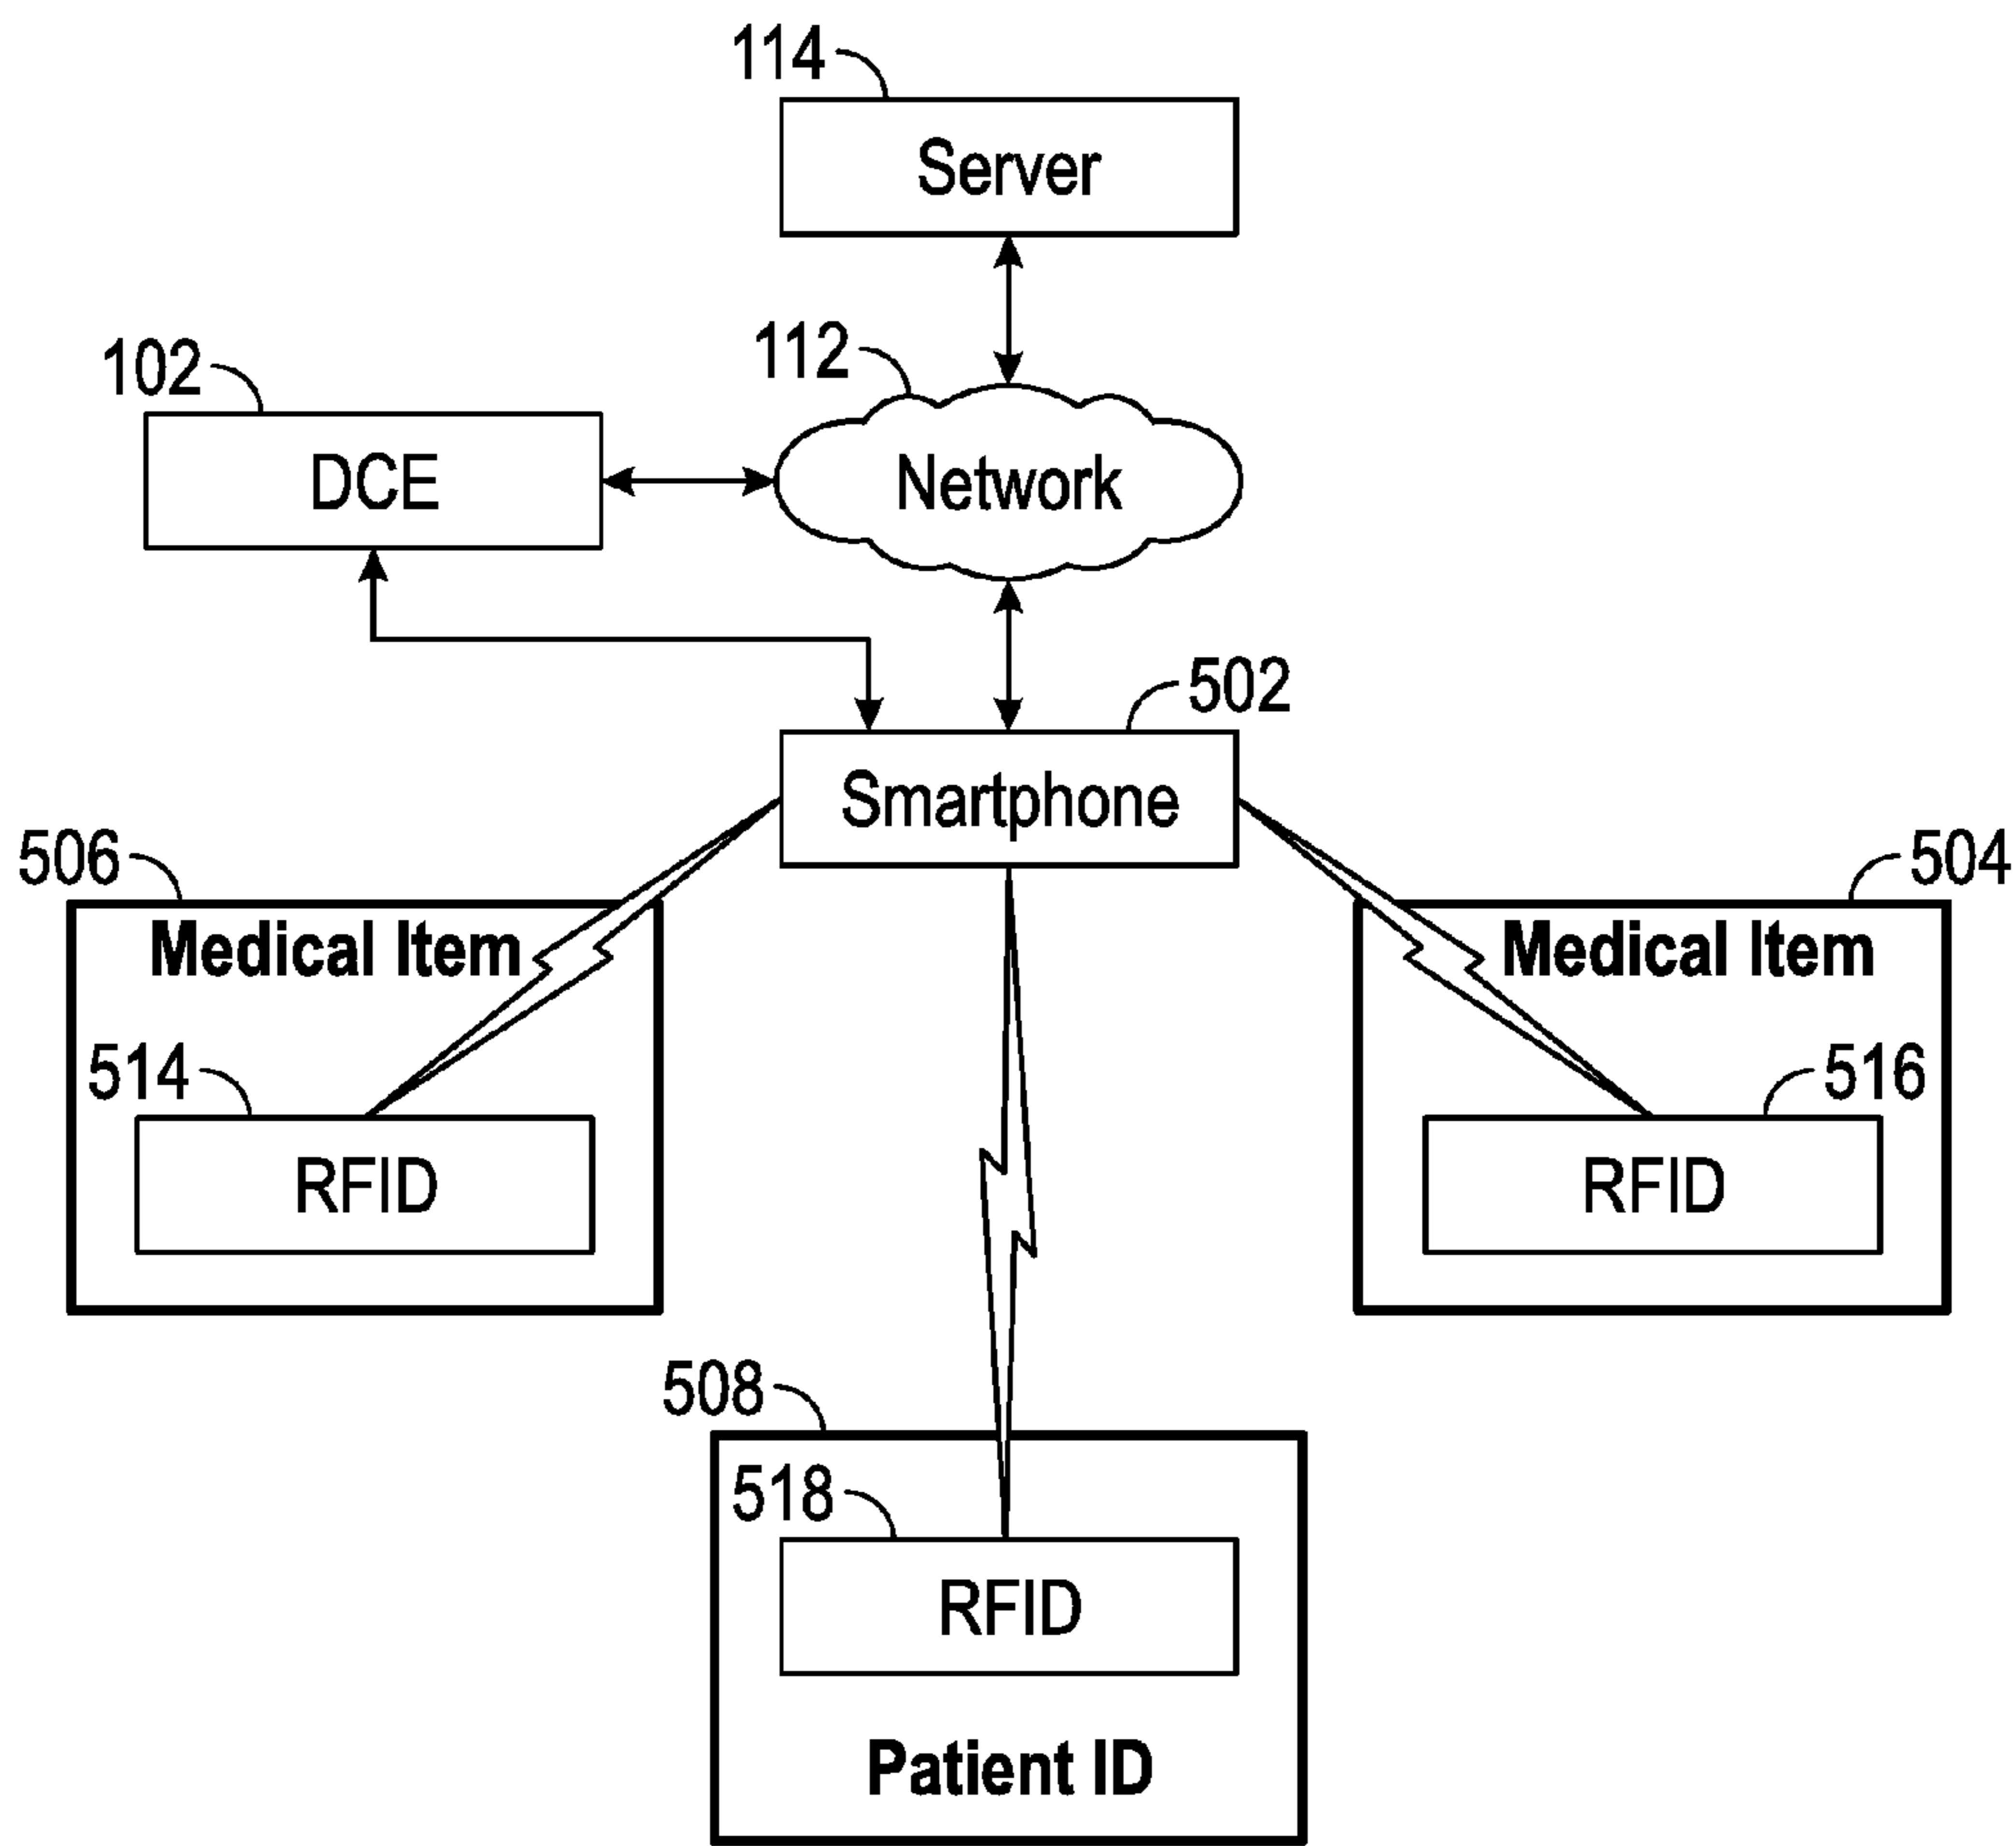 114
Server
112
102
DCE
Network
502
Smartphone
506
504
Medical Item
Medical Item
514
516
RFID
RFID
508
518
RFID
Patient ID